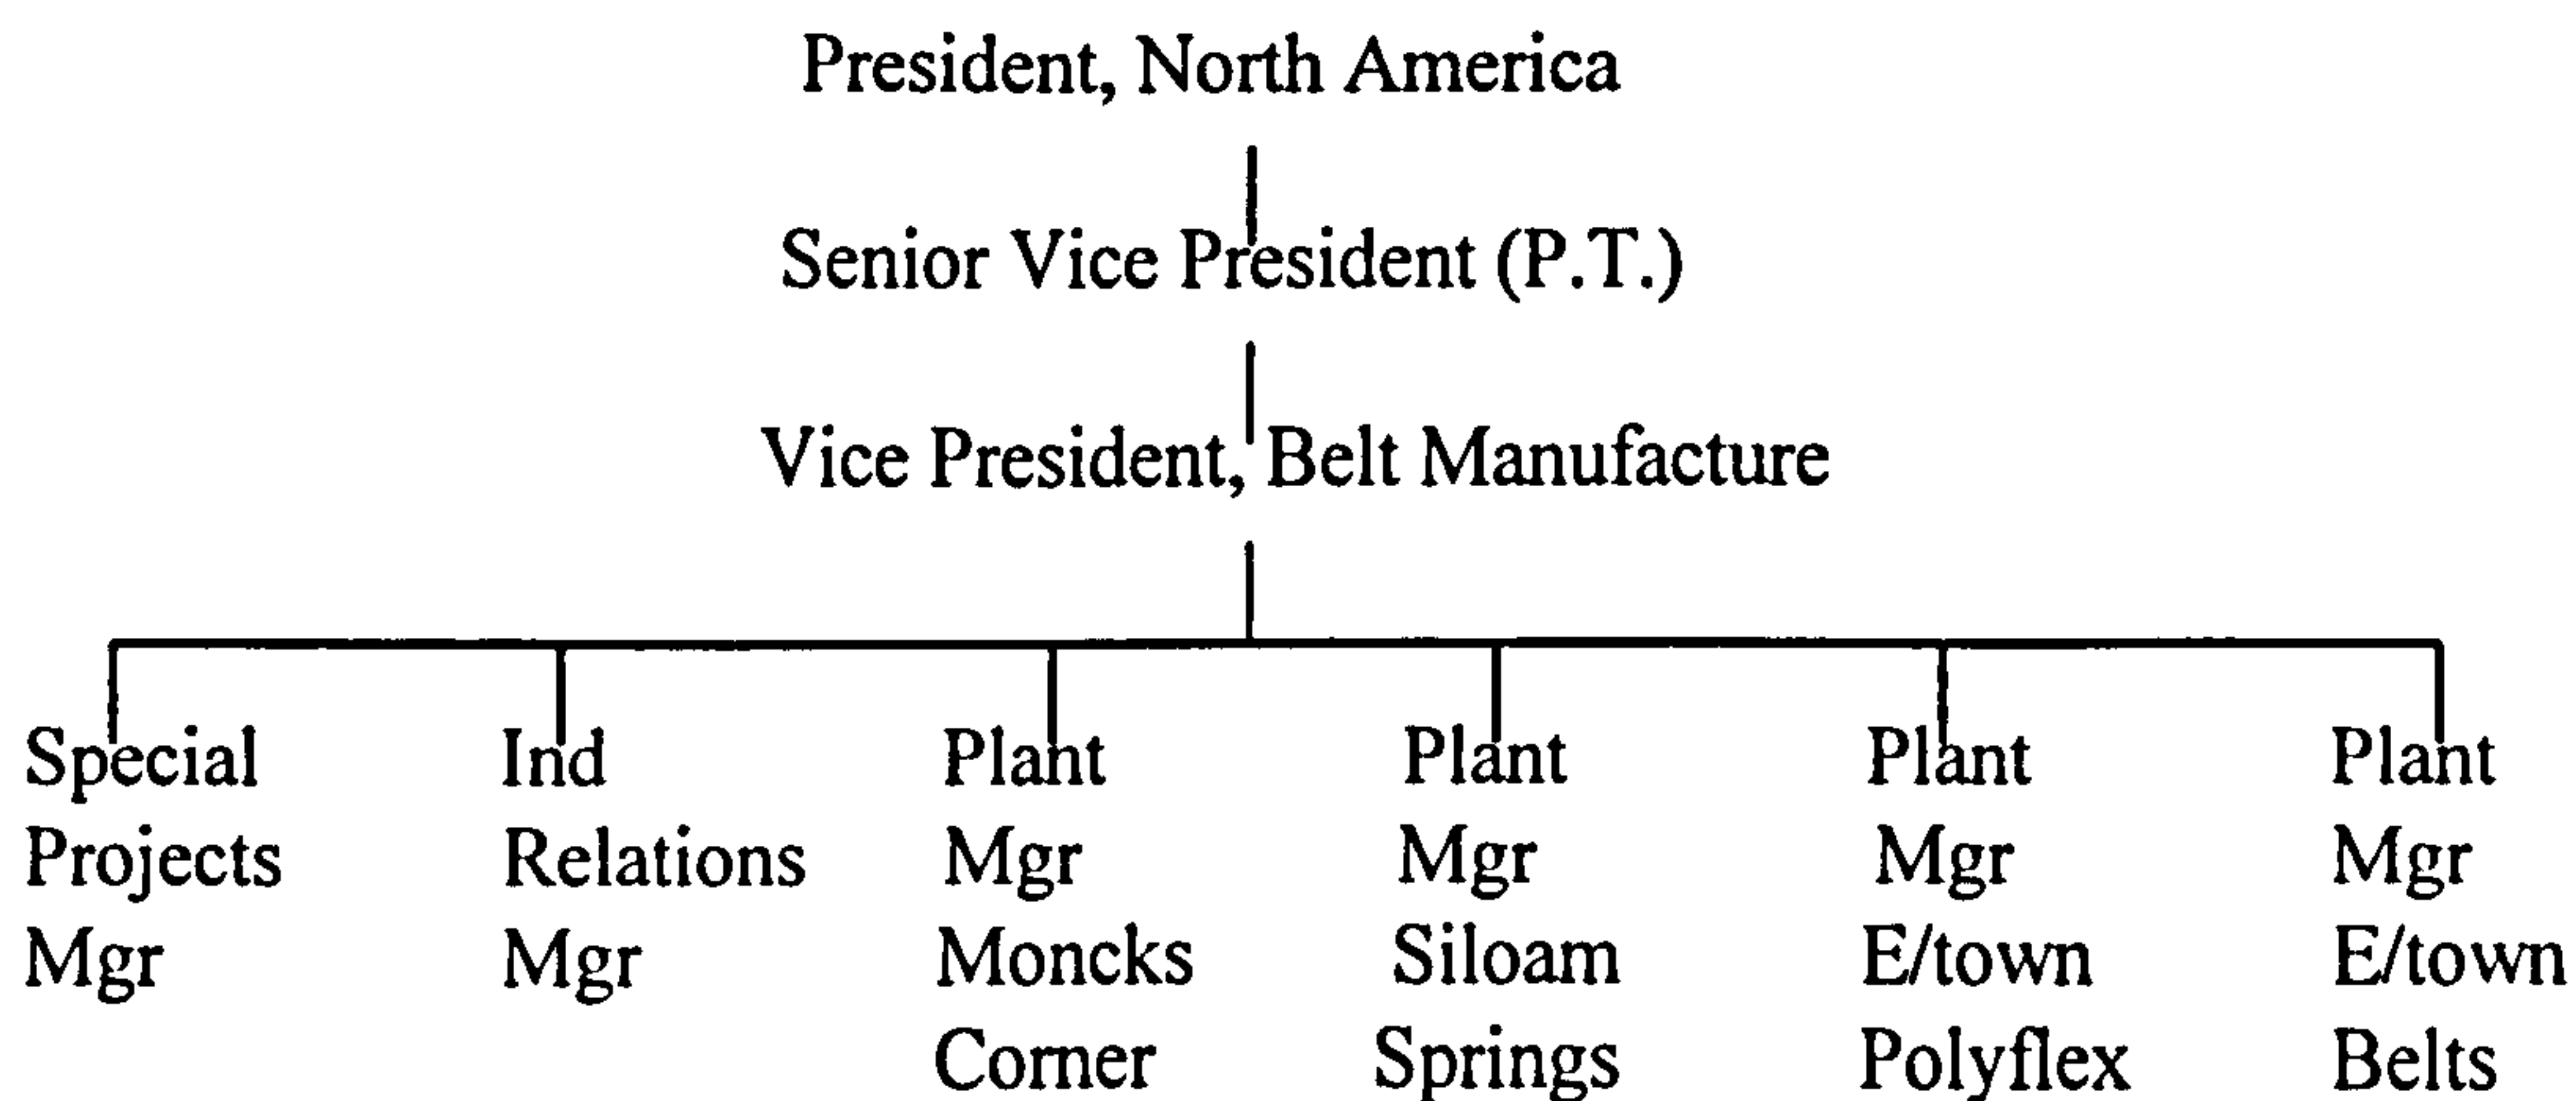 President, North America
Senior Vice President (P.T.)
Vice President, Belt Manufacture
Special
Projects
Mgr
Ind
Relations
Mgr
Plant
Mgr
Moncks
Corner
Plant
Mgr
Siloam
Springs
Plant
Mgr
E/town
Polyflex
Plant
Mgr
E/town
Belts